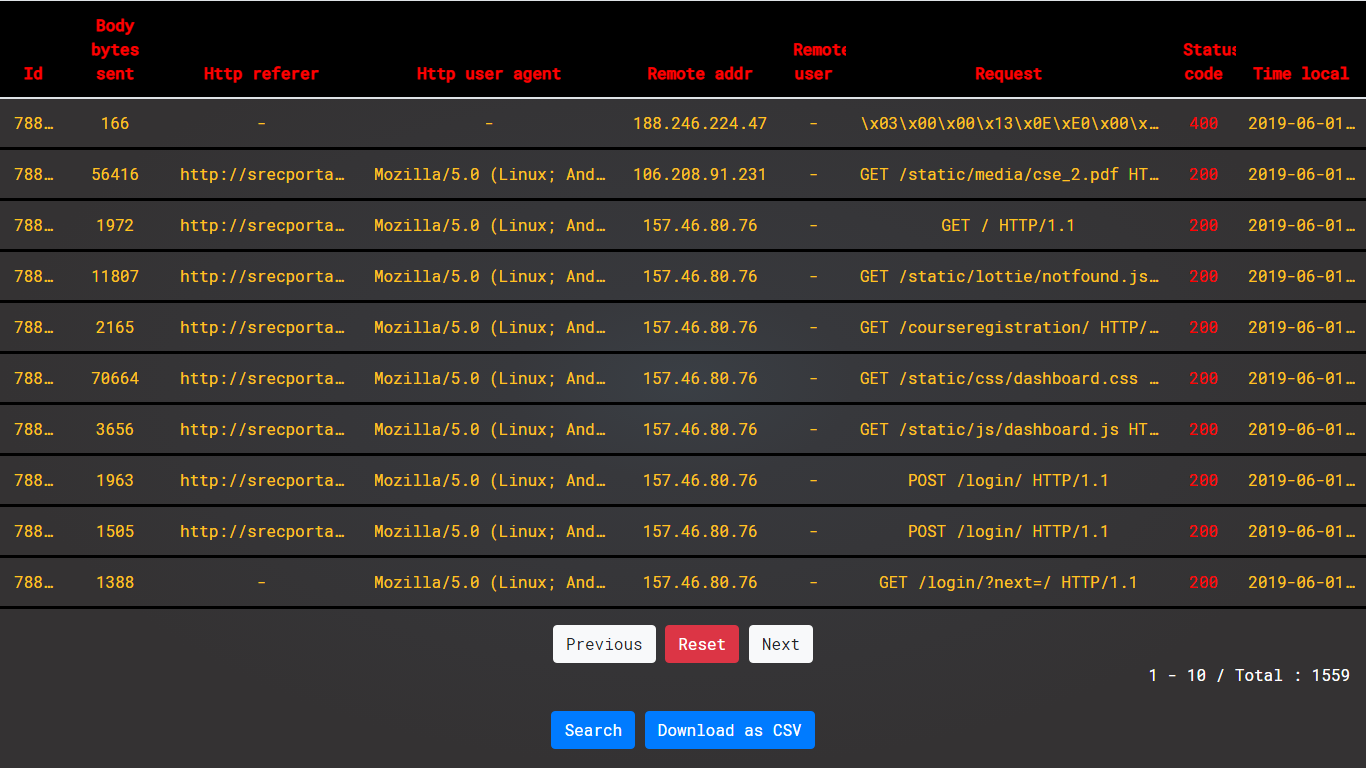 Id Body bytes sent Http referer Http user agent Remote addr Remote user Request Status code Time local
788… 166 - - 188.246.224.47 - \x03\x00\x00\x13\x0E\xE0\x00\x… 400 2019-06-01…
788… 56416 http://srecporta… Mozilla/5.0 (Linux; And… 106.208.91.231 - GET /static/media/cse_2.pdf HT… 200 2019-06-01…
788… 1972 http://srecporta… Mozilla/5.0 (Linux; And… 157.46.80.76 - GET / HTTP/1.1 200 2019-06-01…
788… 11807 http://srecporta… Mozilla/5.0 (Linux; And… 157.46.80.76 - GET /static/lottie/notfound.js… 200 2019-06-01…
788… 2165 http://srecporta… Mozilla/5.0 (Linux; And… 157.46.80.76 - GET /courseregistration/ HTTP/… 200 2019-06-01…
788… 70664 http://srecporta… Mozilla/5.0 (Linux; And… 157.46.80.76 - GET /static/css/dashboard.css … 200 2019-06-01…
788… 3656 http://srecporta… Mozilla/5.0 (Linux; And… 157.46.80.76 - GET /static/js/dashboard.js HT… 200 2019-06-01…
788… 1963 http://srecporta… Mozilla/5.0 (Linux; And… 157.46.80.76 - POST /login/ HTTP/1.1 200 2019-06-01…
788… 1505 http://srecporta… Mozilla/5.0 (Linux; And… 157.46.80.76 - POST /login/ HTTP/1.1 200 2019-06-01…
788… 1388 - Mozilla/5.0 (Linux; And… 157.46.80.76 - GET /login/?next=/ HTTP/1.1 200 2019-06-01…
Previous Reset Next
1 - 10 / Total : 1559
Search Download as CSV